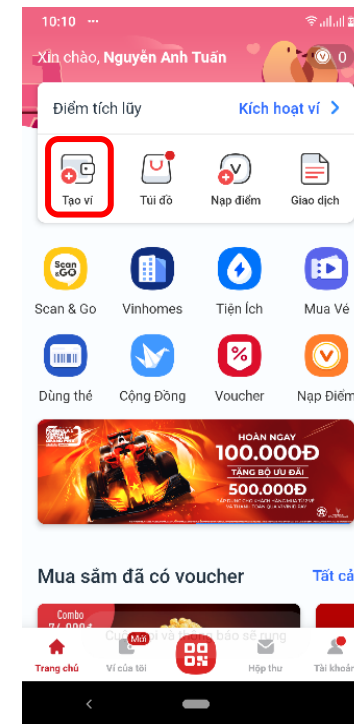 10:10 ...
Xin chào, Nguyễn Anh Tuấn
0
Điểm tích lũy
Kích hoạt ví >
Tạo ví
Túi đồ
Nạp điểm
Giao dịch
Scan &GO
Scan & Go
Vinhomes
Tiện Ích
Mua Vé
Dùng thẻ
Cộng Đồng
Voucher
Nạp Điểm
HOÀN NGAY
100.000Đ
TẶNG BỘ ƯU ĐÃI
500.000Đ
Mua sắm đã có voucher
Tất cả
Combo
Mới
Trang chủ
Ví của tôi
Hộp thư
Tài khoản